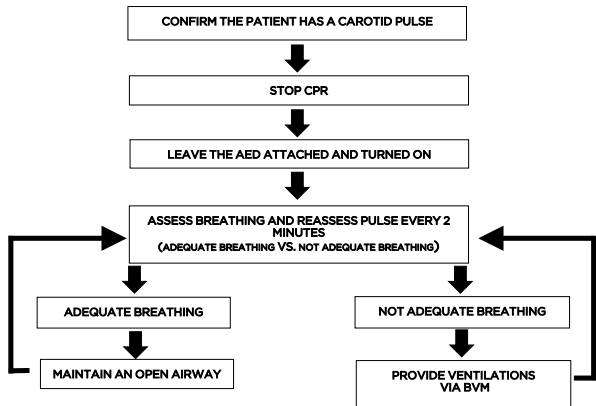 CONFIRM THE PATIENT HAS A CAROTID PULSE
STOP CPR
LEAVE THE AED ATTACHED AND TURNED ON
ASSESS BREATHING AND REASSESS PULSE EVERY 2
MINUTES
(ADEQUATE BREATHING VS. NOT ADEQUATE BREATHING)
ADEQUATE BREATHING
NOT ADEQUATE BREATHING
MAINTAIN AN OPEN AIRWAY
PROVIDE VENTILATIONS
VIA BVM